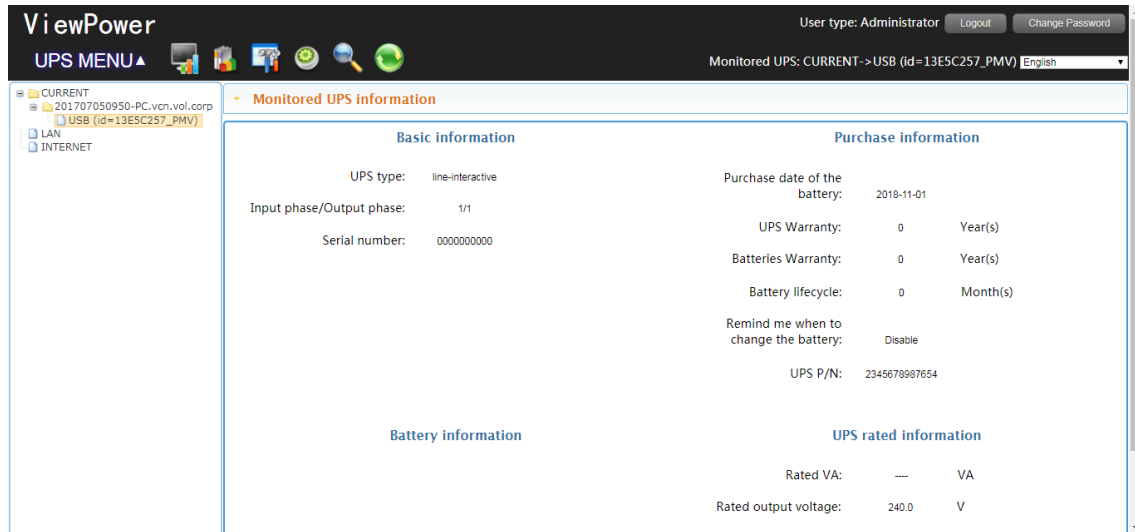 ViewPower
User type: Administrator Logout Change Password
UPS MENU▲
Monitored UPS: CURRENT->USB (id=13E5C257_PMV) English
CURRENT
201707050950-PC.vcn.vol.corp
USB (id=13E5C257_PMV)
LAN
INTERNET
Monitored UPS information
Basic information
UPS type: line-interactive
Input phase/Output phase: 1/1
Serial number: 0000000000
Purchase information
Purchase date of the
battery: 2018-11-01
UPS Warranty: 0 Year(s)
Batteries Warranty: 0 Year(s)
Battery lifecycle: 0 Month(s)
Remind me when to
change the battery: Disable
UPS P/N: 2345678987654
Battery information
UPS rated information
Rated VA: ---- VA
Rated output voltage: 240.0 V